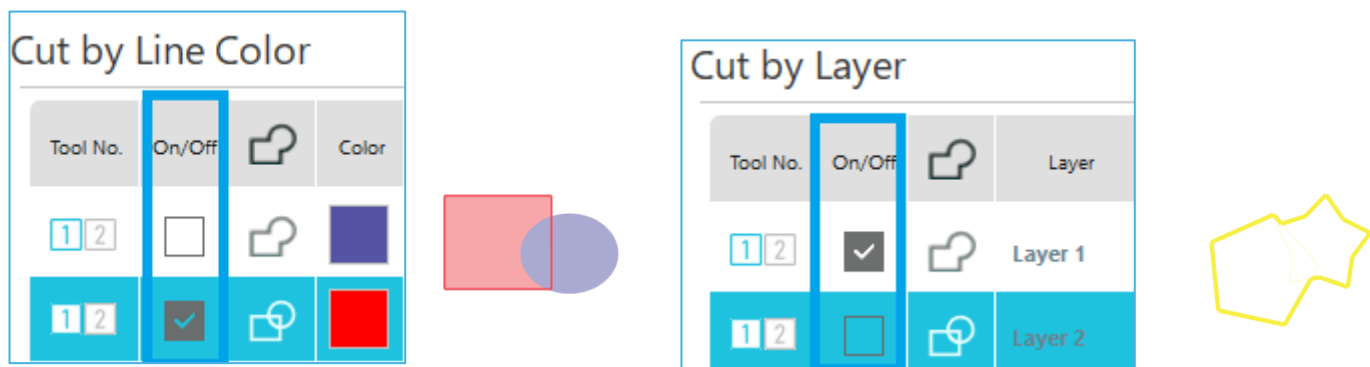 Cut by Line Color
Tool No. On/Off Color
1 2
1 2
Cut by Layer
Tool No. On/Off Layer
1 2 Layer 1
1 2 Layer 2